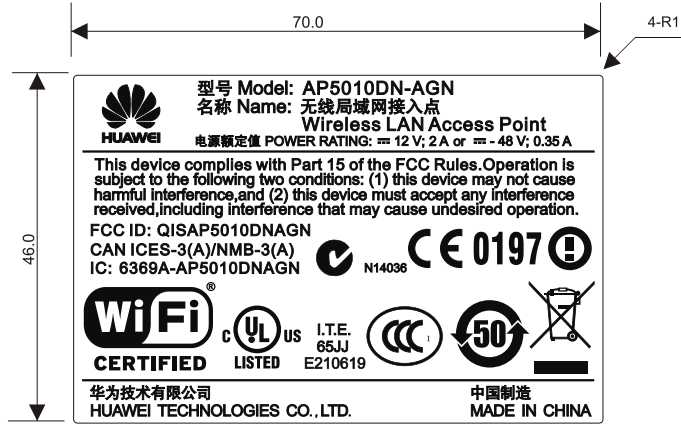 70.0
4-R1
46.0
HUAWEI
型号 Model: AP5010DN-AGN
名称 Name: 无线局域网接入点
Wireless LAN Access Point
电源额定值 POWER RATING: ⎓ 12 V; 2 A or ⎓ - 48 V; 0.35 A
This device complies with Part 15 of the FCC Rules.Operation is
subject to the following two conditions: (1) this device may not cause
harmful interference,and (2) this device must accept any interference
received,including interference that may cause undesired operation.
FCC ID: QISAP5010DNAGN
CAN ICES-3(A)/NMB-3(A)
IC: 6369A-AP5010DNAGN
N14036
CE 0197
Wi Fi ®
CERTIFIED
C UL US
LISTED
I.T.E.
65JJ
E210619
CCC I
50
华为技术有限公司
HUAWEI TECHNOLOGIES CO.,LTD.
中国制造
MADE IN CHINA